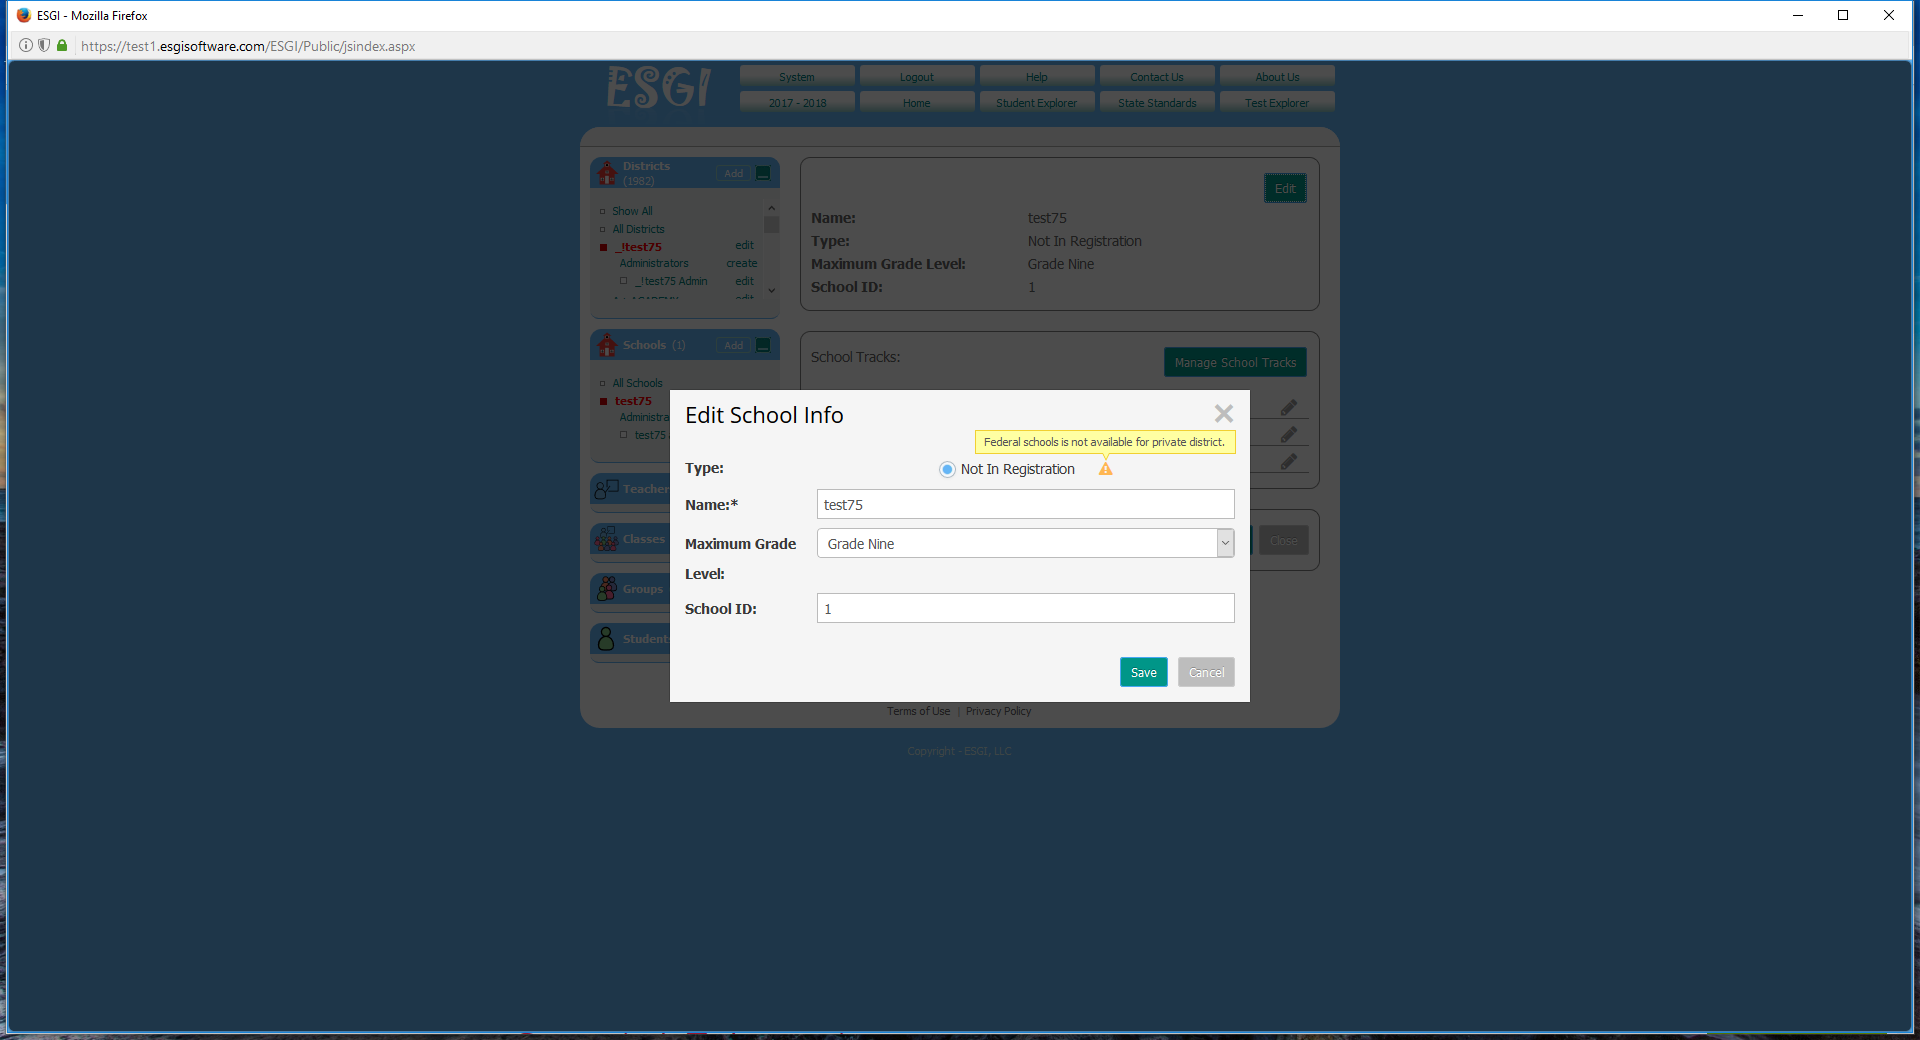 ESGI - Mozilla Firefox
https://test1.esgisoftware.com/ESGI/Public/jsindex.aspx
ESGI
System Logout Help Contact Us About Us
2017 - 2018 Home Student Explorer State Standards Test Explorer
Districts
(1982)
Add
Show All
All Districts
_!test75 edit
Administrators create
_!test75 Admin edit
edit
Schools (1) Add
All Schools
test75
Administra
test75
Teacher
Classes
Groups
Students
Edit
Name: test75
Type: Not In Registration
Maximum Grade Level: Grade Nine
School ID: 1
School Tracks:
Manage School Tracks
Close
Edit School Info
Federal schools is not available for private district.
Type: Not In Registration
Name:* test75
Maximum Grade
Level:
Grade Nine
School ID: 1
Save Cancel
Terms of Use | Privacy Policy
Copyright - ESGI, LLC